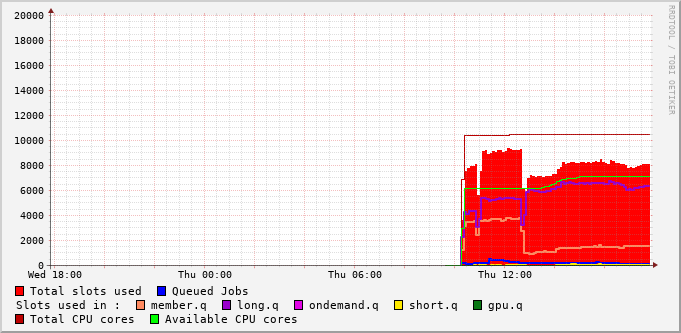 RRDTOOL / TOBI OETIKER
20000
18000
16000
14000
12000
10000
8000
6000
4000
2000
0
Wed 18:00 Thu 00:00 Thu 06:00 Thu 12:00
Total slots used Queued Jobs
Slots used in : member.q long.q ondemand.q short.q gpu.q
Total CPU cores Available CPU cores